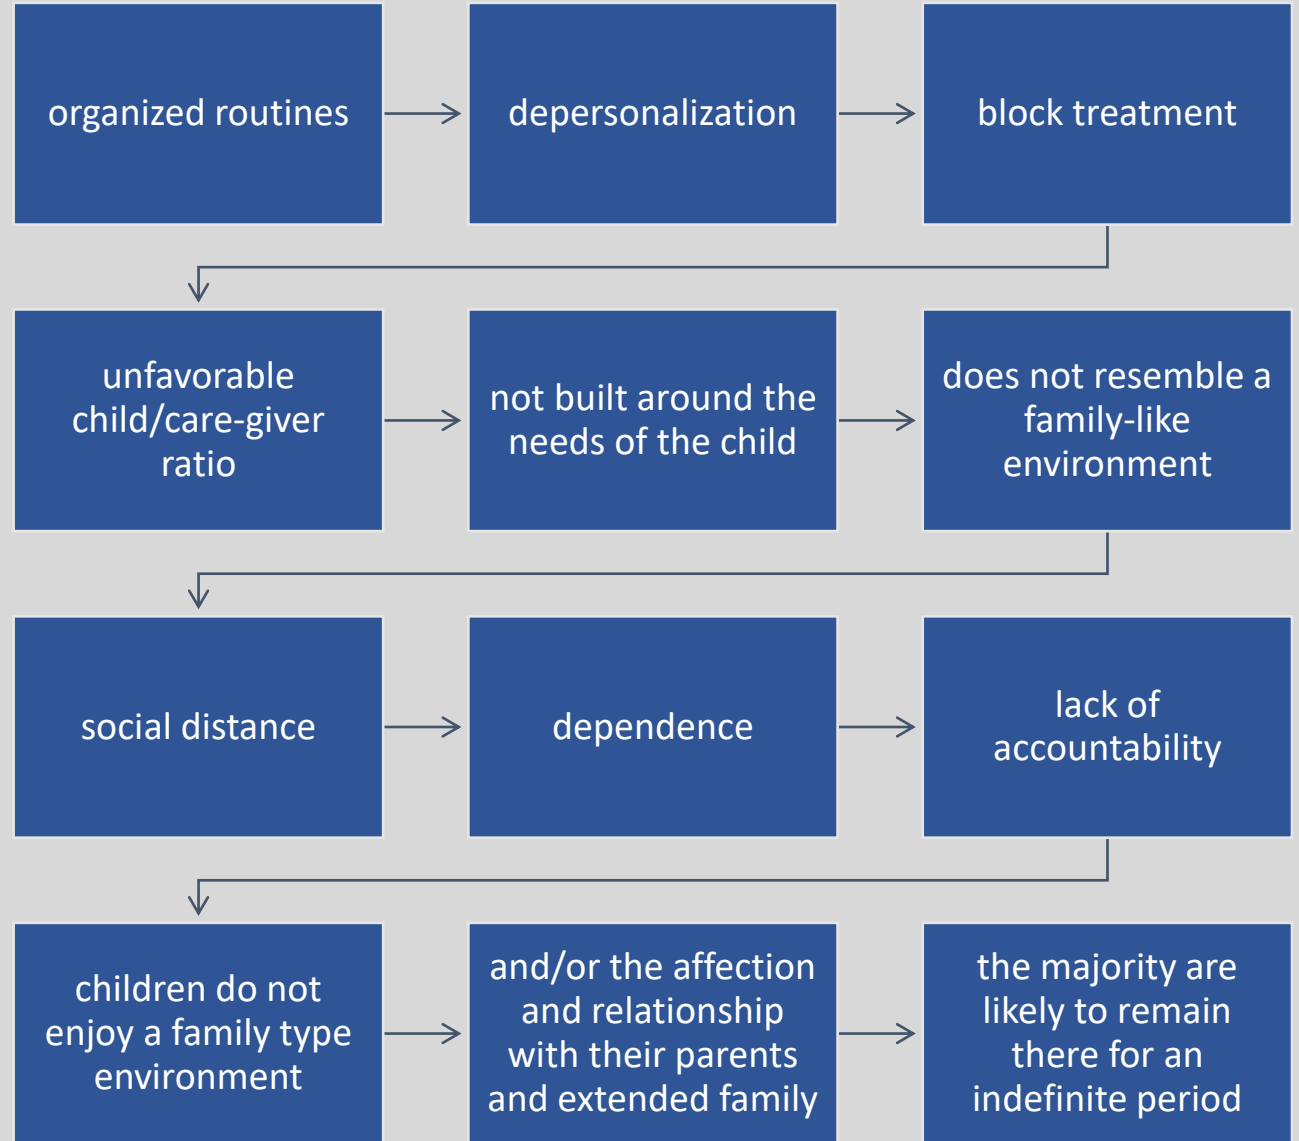 organized routines
depersonalization
block treatment
unfavorable
child/care-giver
ratio
not built around the
needs of the child
does not resemble a
family-like
environment
social distance
dependence
lack of
accountability
children do not
enjoy a family type
environment
and/or the affection
and relationship
with their parents
and extended family
the majority are
likely to remain
there for an
indefinite period